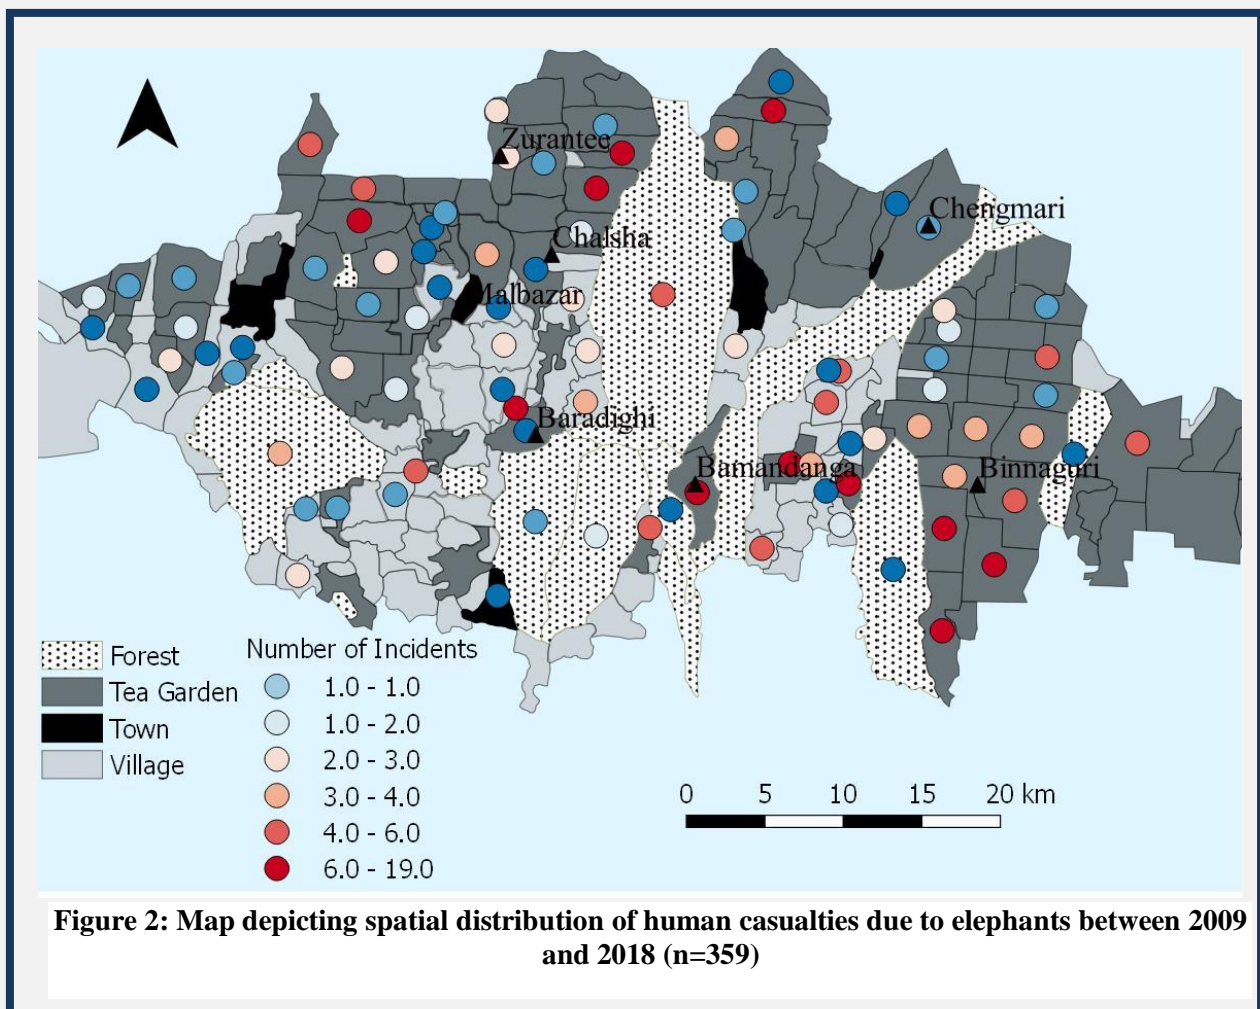 Zurantee
Chengmari
Chalsha
Malbazar
Baradighi
Bamandanga
Binnaguri
Forest
Tea Garden
Town
Village
Number of Incidents
1.0 - 1.0
1.0 - 2.0
2.0 - 3.0
3.0 - 4.0
4.0 - 6.0
6.0 - 19.0
0 5 10 15 20 km
Figure 2: Map depicting spatial distribution of human casualties due to elephants between 2009
and 2018 (n=359)